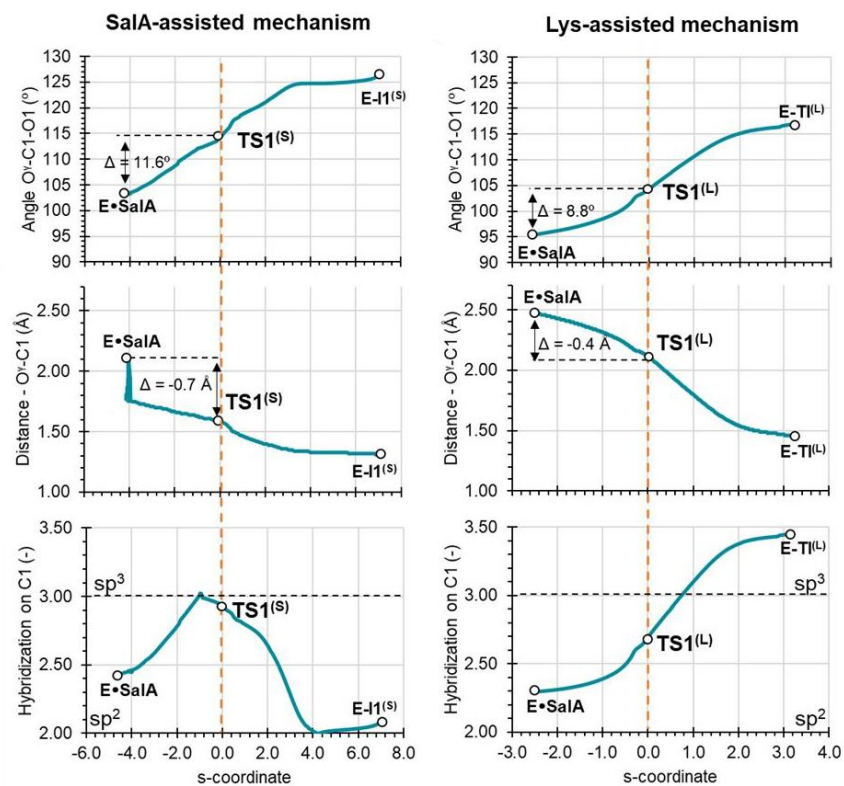 SalA-assisted mechanism
Angle Oᵞ-C1-O1 (º)
130
125
120
115
110
105
100
95
90
Δ = 11.6º
E•SalA
TS1⁽ˢ⁾
E-I1⁽ˢ⁾
Distance - Oᵞ-C1 (Å)
2.50
2.00
1.50
1.00
E•SalA
Δ = -0.7 Å
TS1⁽ˢ⁾
E-I1⁽ˢ⁾
Hybridization on C1 (-)
3.50
3.00
2.50
2.00
sp³
sp²
E•SalA
TS1⁽ˢ⁾
E-I1⁽ˢ⁾
-6.0 -4.0 -2.0 0.0 2.0 4.0 6.0 8.0
s-coordinate
Lys-assisted mechanism
Angle Oᵞ-C1-O1 (º)
130
125
120
115
110
105
100
95
90
Δ = 8.8º
E•SalA
TS1⁽ᴸ⁾
E-TI⁽ᴸ⁾
Distance - Oᵞ-C1 (Å)
2.50
2.00
1.50
1.00
E•SalA
Δ = -0.4 Å
TS1⁽ᴸ⁾
E-TI⁽ᴸ⁾
Hybridization on C1 (-)
3.50
3.00
2.50
2.00
E-TI⁽ᴸ⁾
sp³
TS1⁽ᴸ⁾
E•SalA
sp²
-3.0 -2.0 -1.0 0.0 1.0 2.0 3.0 4.0
s-coordinate